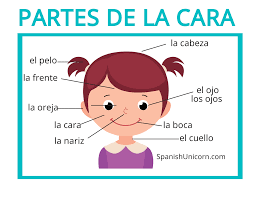 PARTES DE LA CARA
la cabeza
el pelo
la frente
el ojo
los ojos
la oreja
la cara
la boca
la nariz
el cuello
SpanishUnicorn.com